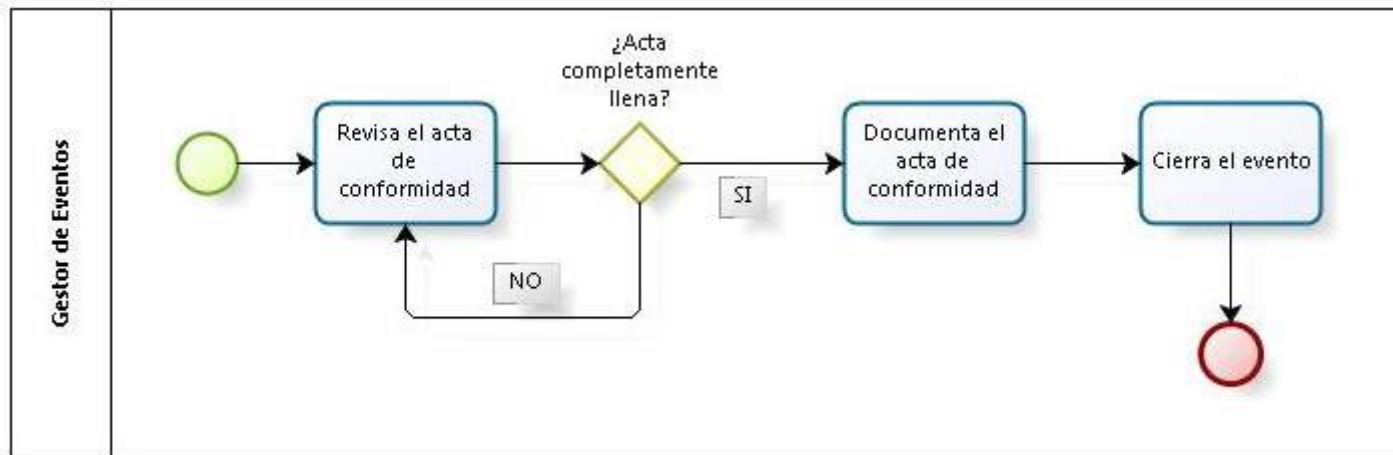 Gestor de Eventos
Revisa el acta
de
conformidad
¿Acta
completamente
llena?
NO
SI
Documenta el
acta de
conformidad
Cierra el evento